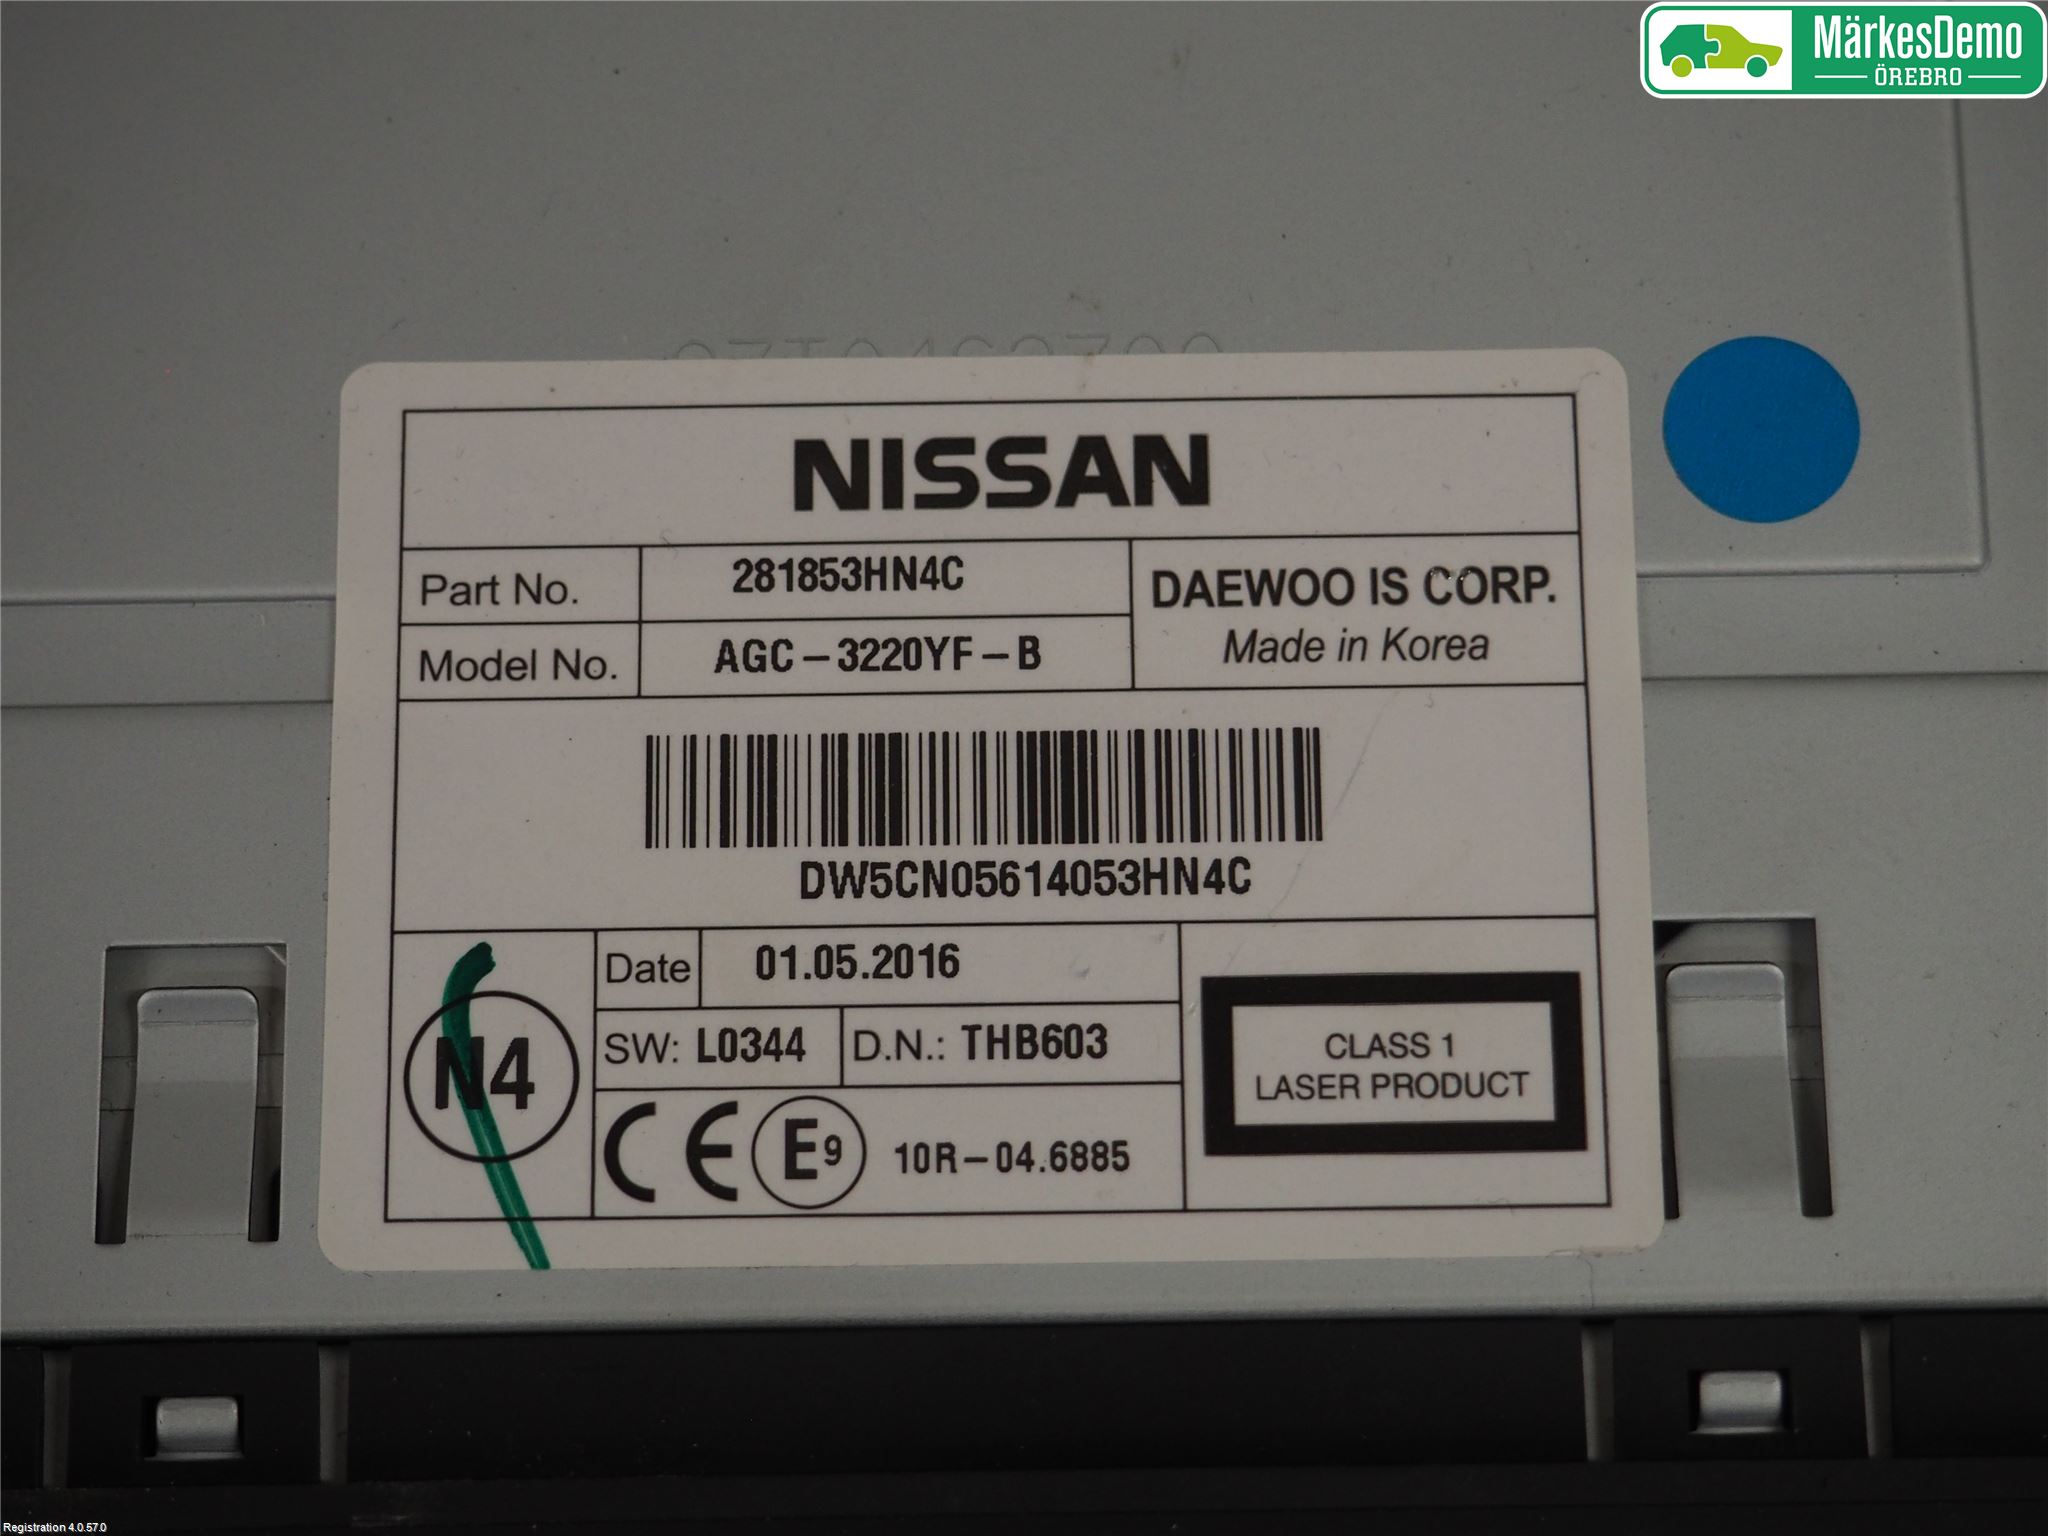 MärkesDemo
ÖREBRO
NISSAN
Part No. 281853HN4C
DAEWOO IS CORP.
Model No. AGC-3220YF-B
Made in Korea
DW5CN05614053HN4C
N4
Date 01.05.2016
SW: L0344 D.N.: THB603
CE E9 10R-04.6885
CLASS 1
LASER PRODUCT
Registration 4.0.57.0